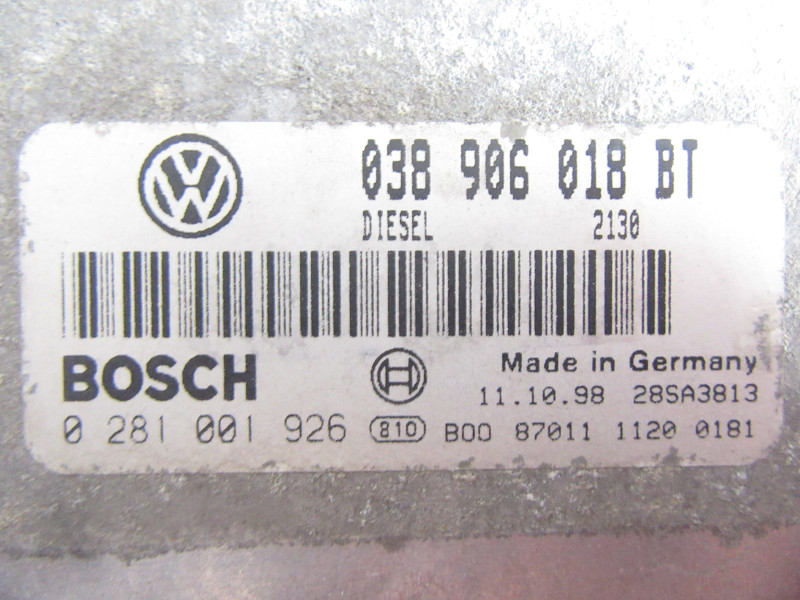 038 906 018 BT
DIESEL 2130
BOSCH Made in Germany
11.10.98 28SA3813
0 281 001 926 810 B00 87011 1120 0181